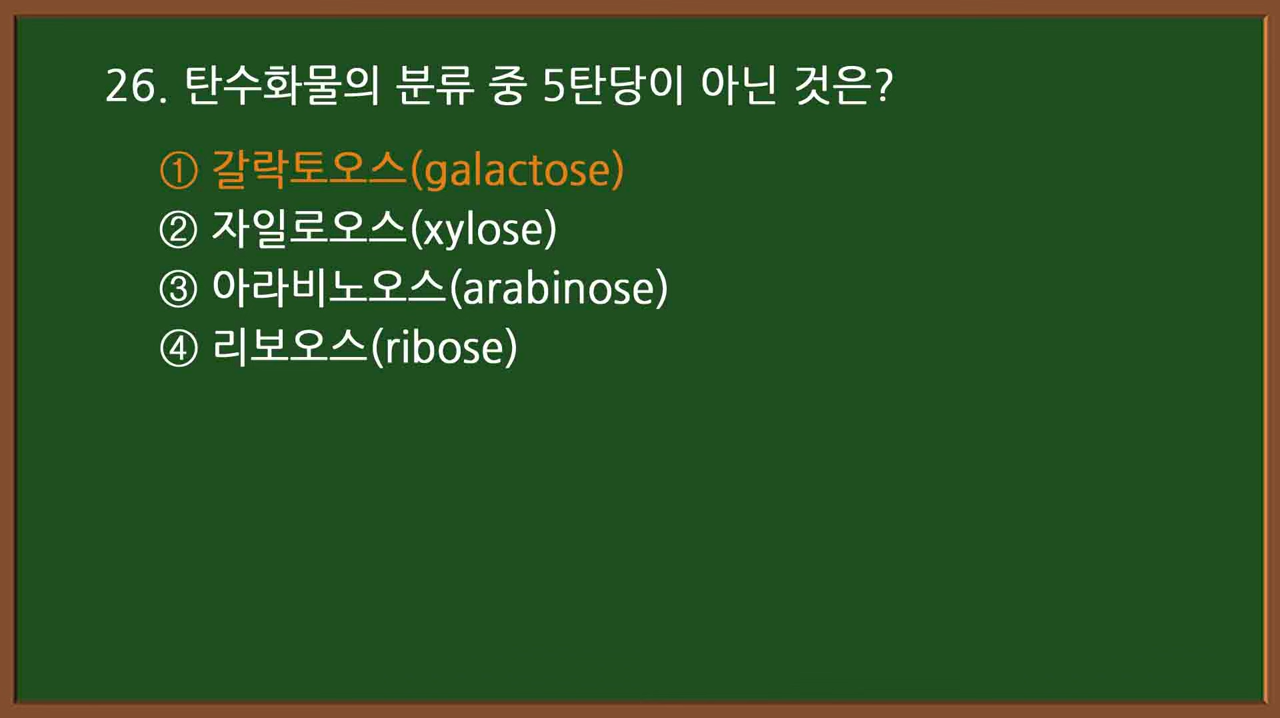 26. 탄수화물의 분류 중 5탄당이 아닌 것은?
① 갈락토오스(galactose)
② 자일로오스(xylose)
③ 아라비노오스(arabinose)
④ 리보오스(ribose)